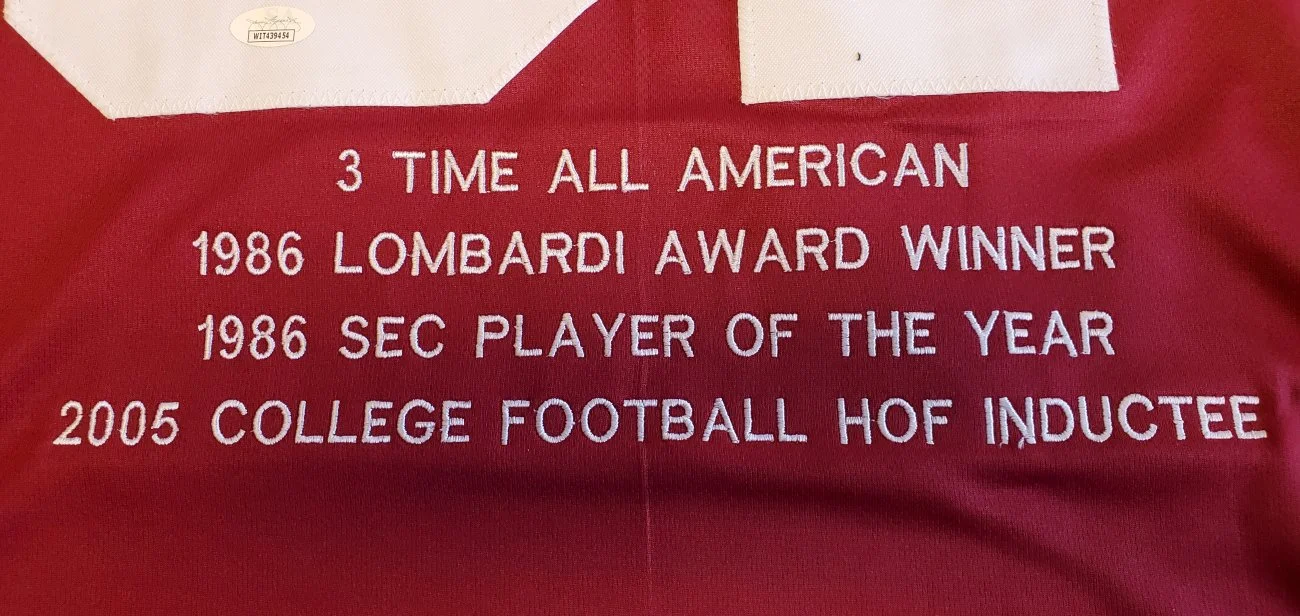 WIT439454
3 TIME ALL AMERICAN
1986 LOMBARDI AWARD WINNER
1986 SEC PLAYER OF THE YEAR
2005 COLLEGE FOOTBALL HOF INDUCTEE